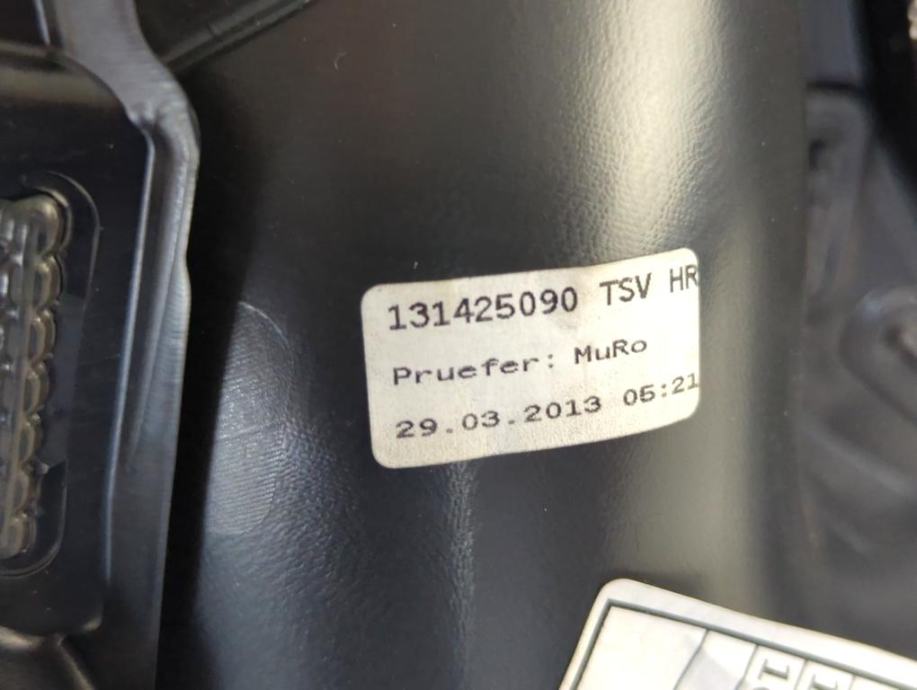 131425090 TSV HR
Pruefer: MuRo
29.03.2013 05:21